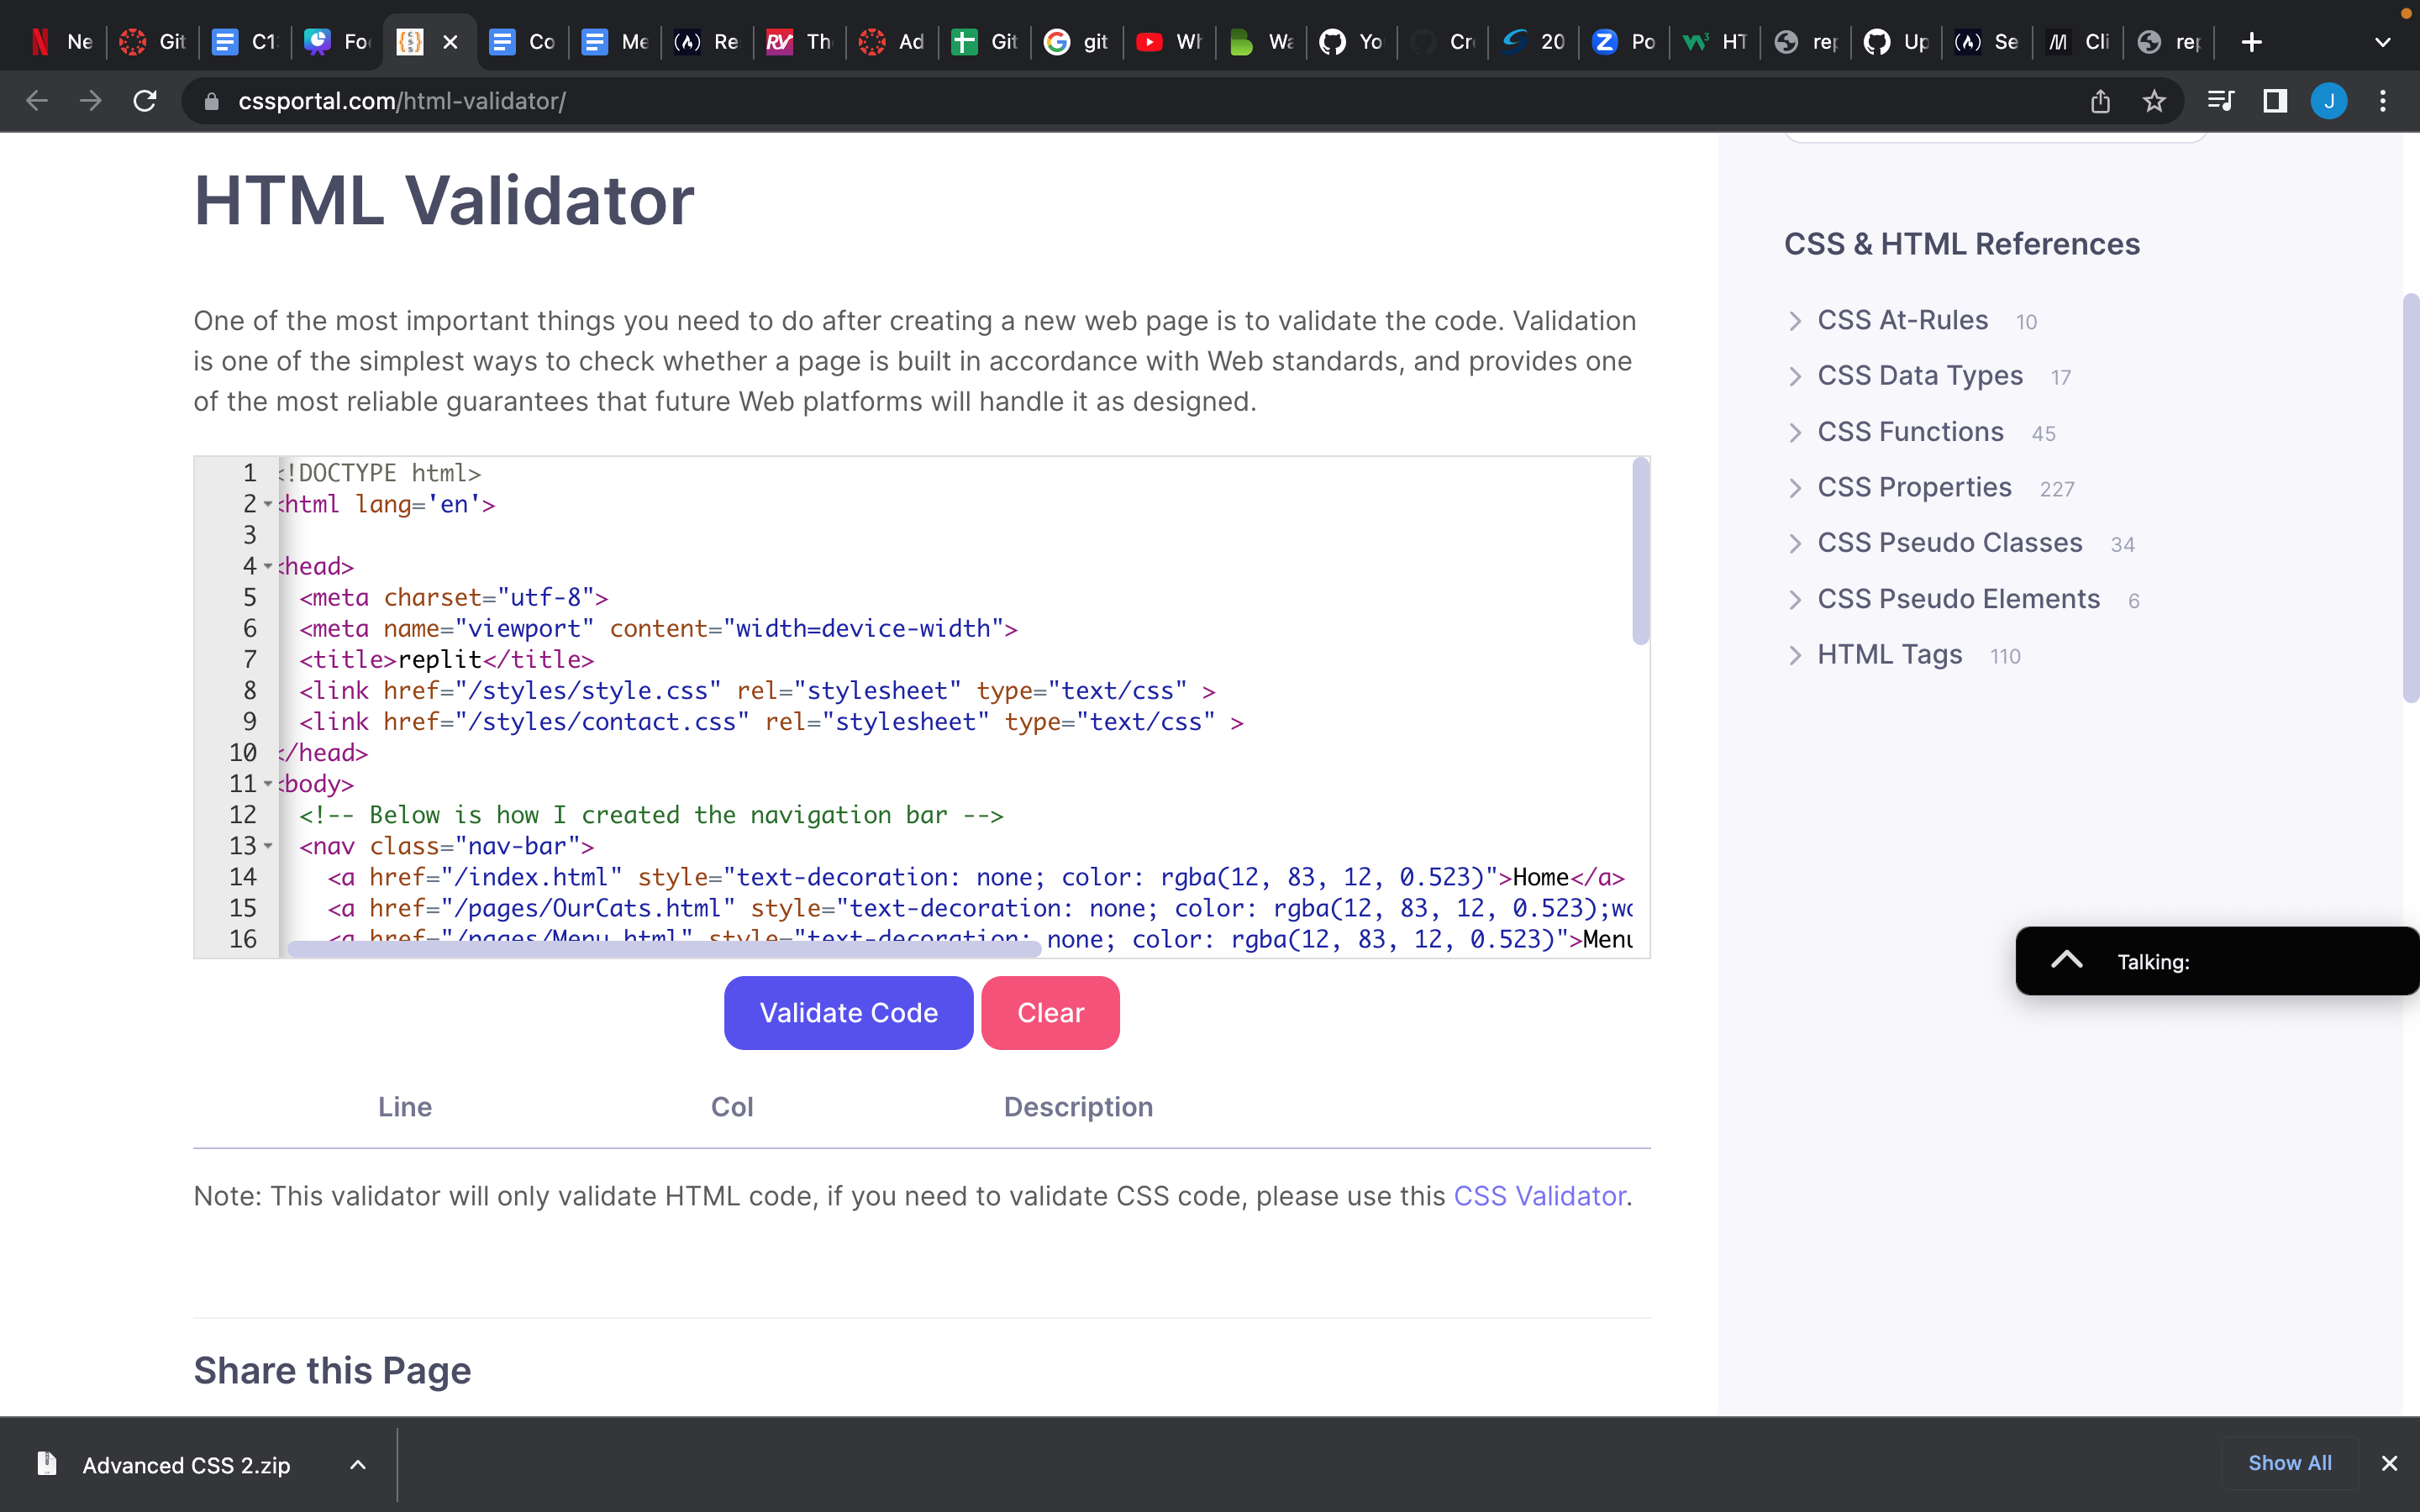 Ne
Git
C1
Fo
Co
Me
Re
Th
Ad
Git
git
Wh
Wa
Yo
Cr
20
Po
HT
rep
Up
Se
Cli
rep
cssportal.com/html-validator/
J
HTML Validator
One of the most important things you need to do after creating a new web page is to validate the code. Validation
is one of the simplest ways to check whether a page is built in accordance with Web standards, and provides one
of the most reliable guarantees that future Web platforms will handle it as designed.
1 <!DOCTYPE html>
2 <html lang='en'>
3
4 <head>
5 <meta charset="utf-8">
6 <meta name="viewport" content="width=device-width">
7 <title>replit</title>
8 <link href="/styles/style.css" rel="stylesheet" type="text/css" >
9 <link href="/styles/contact.css" rel="stylesheet" type="text/css" >
10 </head>
11 <body>
12 <!-- Below is how I created the navigation bar -->
13 <nav class="nav-bar">
14 <a href="/index.html" style="text-decoration: none; color: rgba(12, 83, 12, 0.523)">Home</a>
15 <a href="/pages/OurCats.html" style="text-decoration: none; color: rgba(12, 83, 12, 0.523);wo
16 <a href="/pages/Menu.html" style="text-decoration: none; color: rgba(12, 83, 12, 0.523)">Menu
Validate Code
Clear
Line Col Description
Note: This validator will only validate HTML code, if you need to validate CSS code, please use this CSS Validator.
Share this Page
CSS & HTML References
CSS At-Rules 10
CSS Data Types 17
CSS Functions 45
CSS Properties 227
CSS Pseudo Classes 34
CSS Pseudo Elements 6
HTML Tags 110
Talking:
Advanced CSS 2.zip
Show All